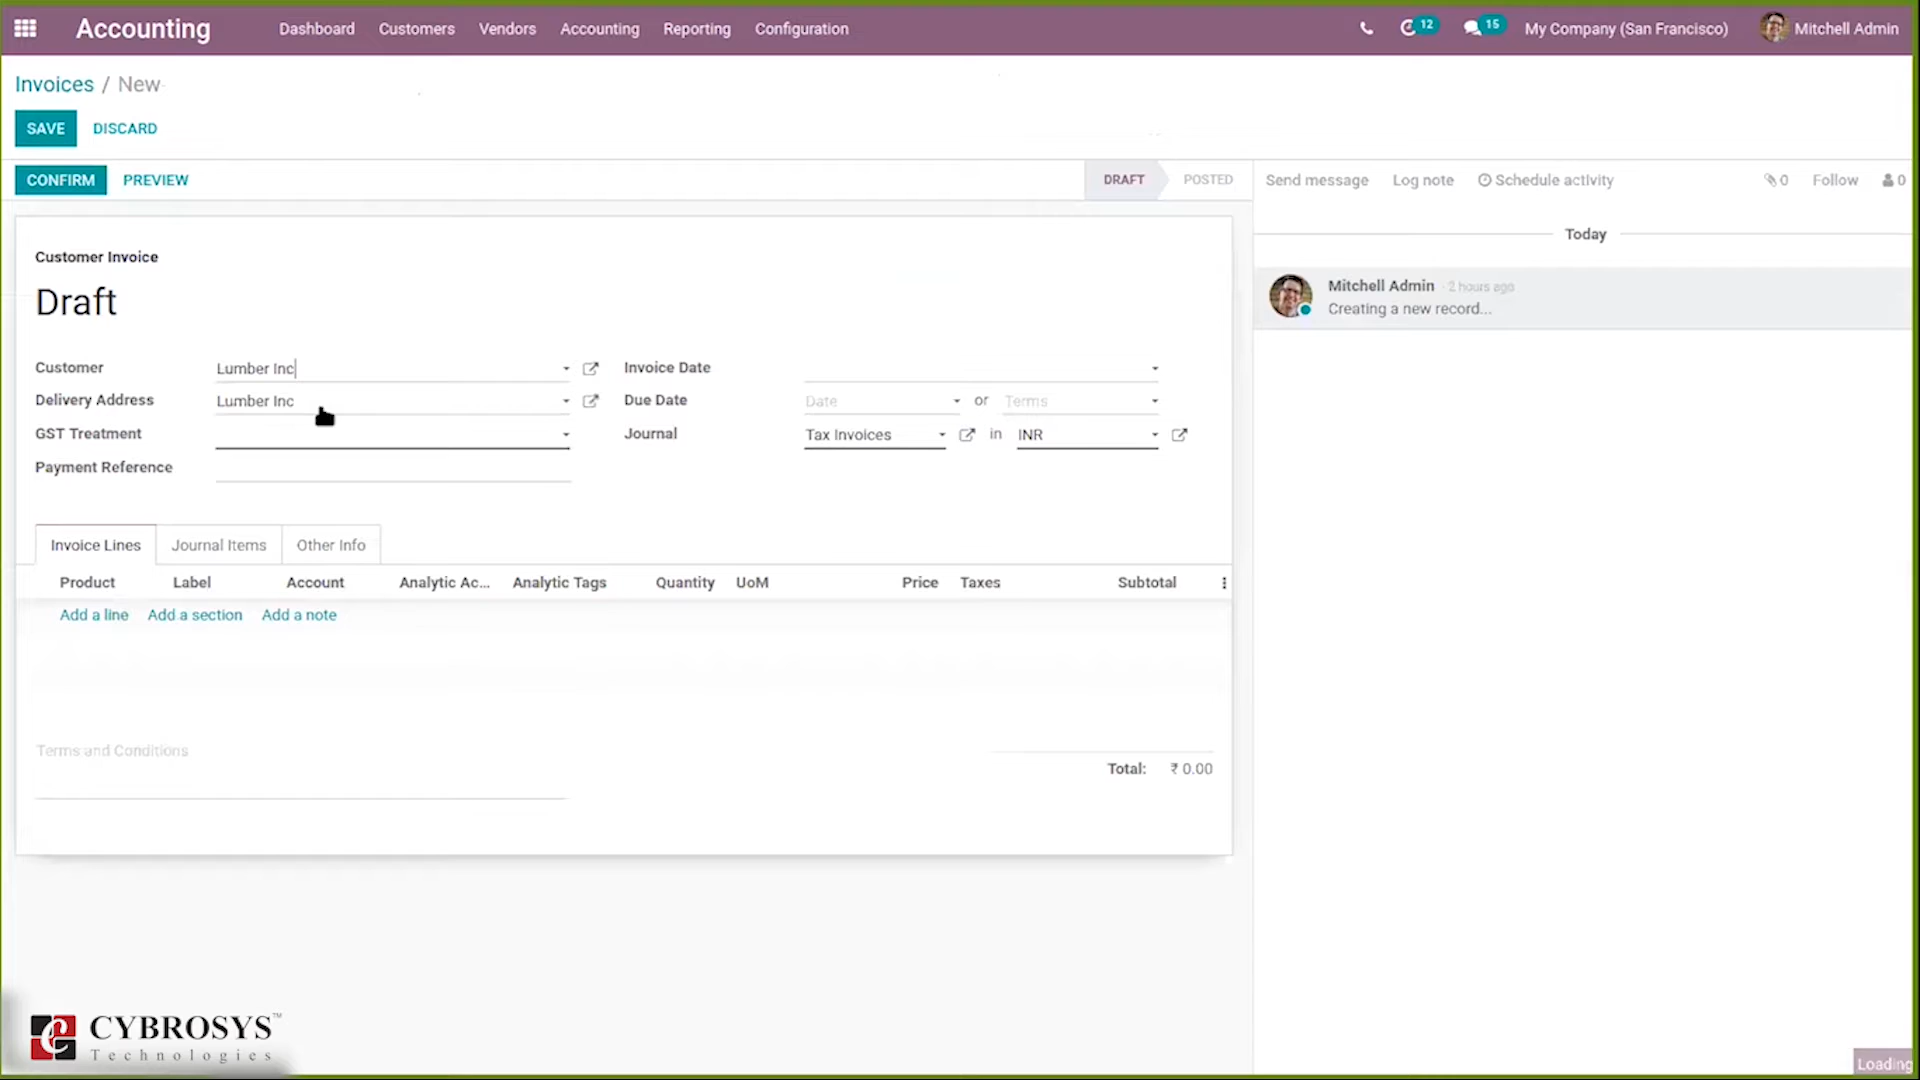 Accounting Dashboard Customers Vendors Accounting Reporting Configuration 12 15 My Company (San Francisco) Mitchell Admin
Invoices / New
SAVE DISCARD
CONFIRM PREVIEW DRAFT POSTED Send message Log note Schedule activity 0 Follow 0
Today
Customer Invoice
Draft
Mitchell Admin - 2 hours ago
Creating a new record...
Customer Lumber Inc Invoice Date
Delivery Address Lumber Inc Due Date Date or Terms
GST Treatment Journal Tax Invoices in INR
Payment Reference
Invoice Lines Journal Items Other Info
Product Label Account Analytic Ac... Analytic Tags Quantity UoM Price Taxes Subtotal
Add a line Add a section Add a note
Terms and Conditions
Total: ₹ 0.00
CYBROSYS™
Technologies
Loading